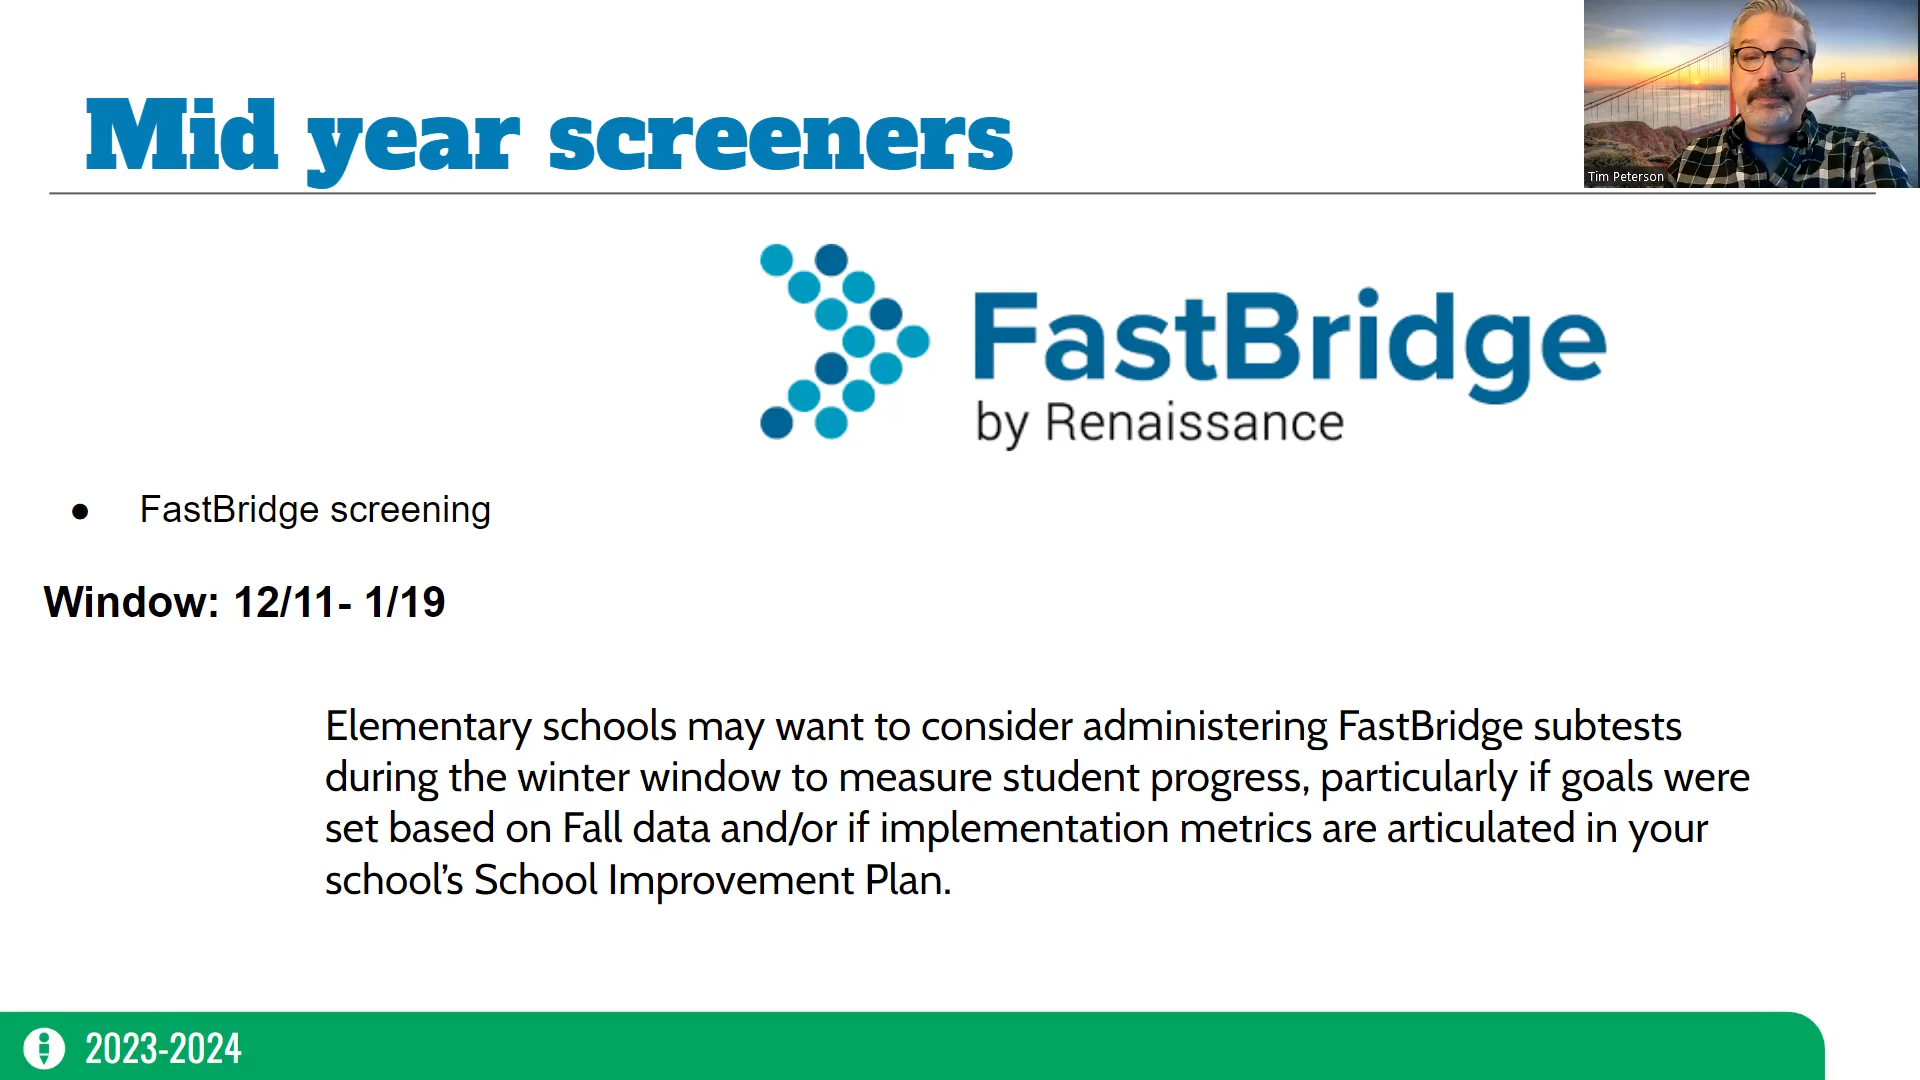 Mid year screeners
Tim Peterson
FastBridge
by Renaissance
● FastBridge screening
Window: 12/11- 1/19
Elementary schools may want to consider administering FastBridge subtests
during the winter window to measure student progress, particularly if goals were
set based on Fall data and/or if implementation metrics are articulated in your
school’s School Improvement Plan.
2023-2024